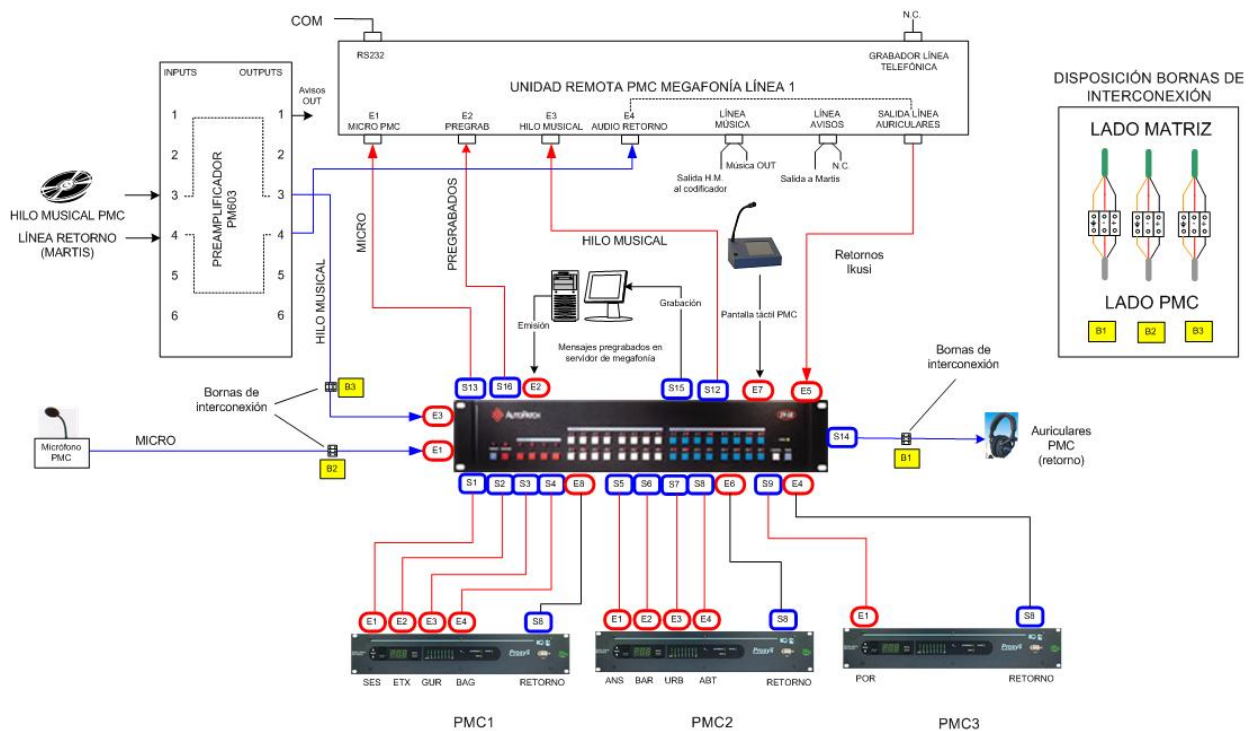 COM
N.C.
RS232
GRABADOR LÍNEA
TELEFÓNICA
UNIDAD REMOTA PMC MEGAFONÍA LÍNEA 1
E1
MICRO PMC
E2
PREGRAB
E3
HILO MUSICAL
E4
AUDIO RETORNO
LÍNEA
MÚSICA
LÍNEA
AVISOS
SALIDA LÍNEA
AURICULARES
INPUTS
OUTPUTS
1
2
3
4
5
6
1
2
3
4
5
6
PREAMPLIFICADOR
PM603
Avisos
OUT
HILO MUSICAL PMC
LÍNEA RETORNO
(MARTIS)
DISPOSICIÓN BORNAS DE
INTERCONEXIÓN
LADO MATRIZ
LADO PMC
B1
B2
B3
Música OUT
Salida H.M.
al codificador
N.C.
Salida a Martis
MICRO
PREGRABADOS
HILO MUSICAL
HILO MUSICAL
Retornos
Ikusi
Emisión
Grabación
Pantalla táctil PMC
Mensajes pregrabados en
servidor de megafonía
Bornas de
interconexión
B3
Bornas de
interconexión
S13
S16
E2
S15
S12
E7
E5
E3
E1
AUTOPATCH
S14
Micrófono
PMC
MICRO
B2
B1
Auriculares
PMC
(retorno)
S1
S2
S3
S4
E8
S5
S6
S7
S8
E6
S9
E4
E1
E2
E3
E4
S8
E1
E2
E3
E4
S8
E1
S8
Proxys
Proxys
Proxys
SES
ETX
GUR
BAG
RETORNO
ANS
BAR
URB
ABT
RETORNO
POR
RETORNO
PMC1
PMC2
PMC3